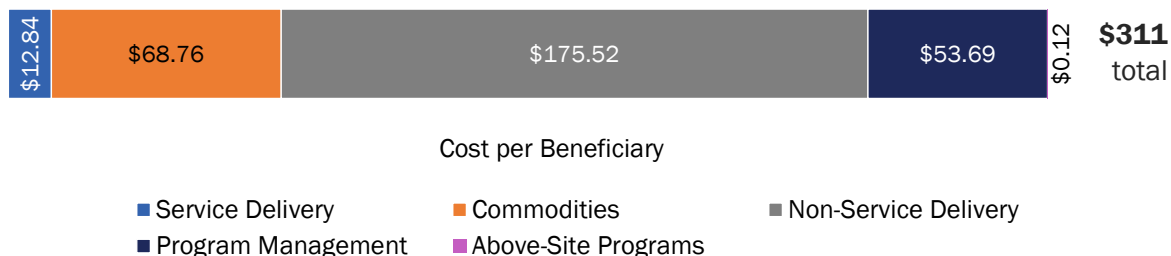 $12.84
$68.76
$175.52
$53.69
$0.12
$311
total
Cost per Beneficiary
Service Delivery
Commodities
Non-Service Delivery
Program Management
Above-Site Programs